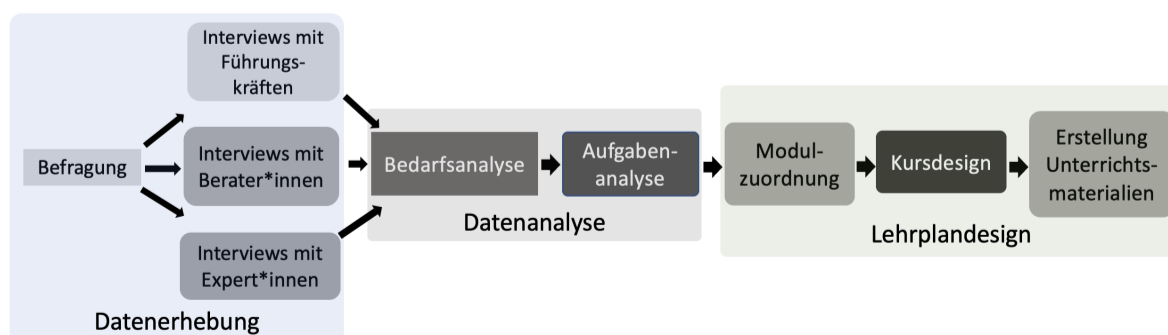 Interviews mit
Führungs-
kräften
Befragung
Interviews mit
Berater*innen
Interviews mit
Expert*innen
Datenerhebung
Bedarfsanalyse
Aufgaben-
analyse
Datenanalyse
Modul-
zuordnung
Kursdesign
Erstellung
Unterrichts-
materialien
Lehrplandesign